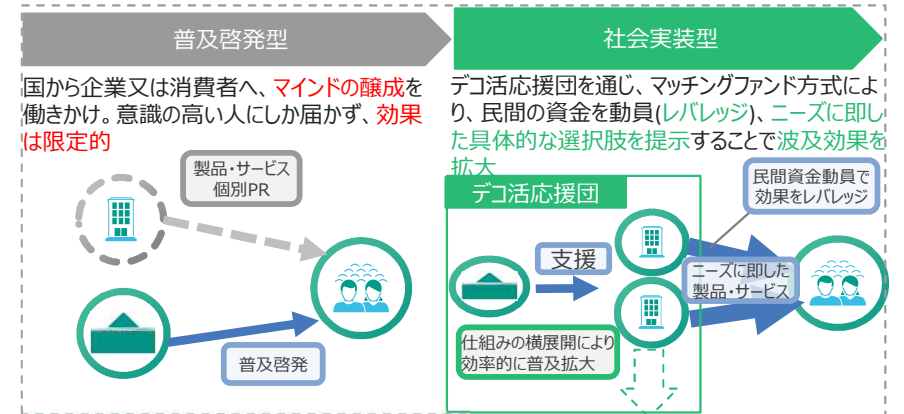 普及啓発型
社会実装型
国から企業又は消費者へ、マインドの醸成を
働きかけ。意識の高い人にしか届かず、効果
は限定的
デコ活応援団を通じ、マッチングファンド方式によ
り、民間の資金を動員(レバレッジ)、ニーズに即し
た具体的な選択肢を提示することで波及効果を
拡大
製品・サービス
個別PR
普及啓発
デコ活応援団
民間資金動員で
効果をレバレッジ
支援
ニーズに即した
製品・サービス
仕組みの横展開により
効率的に普及拡大